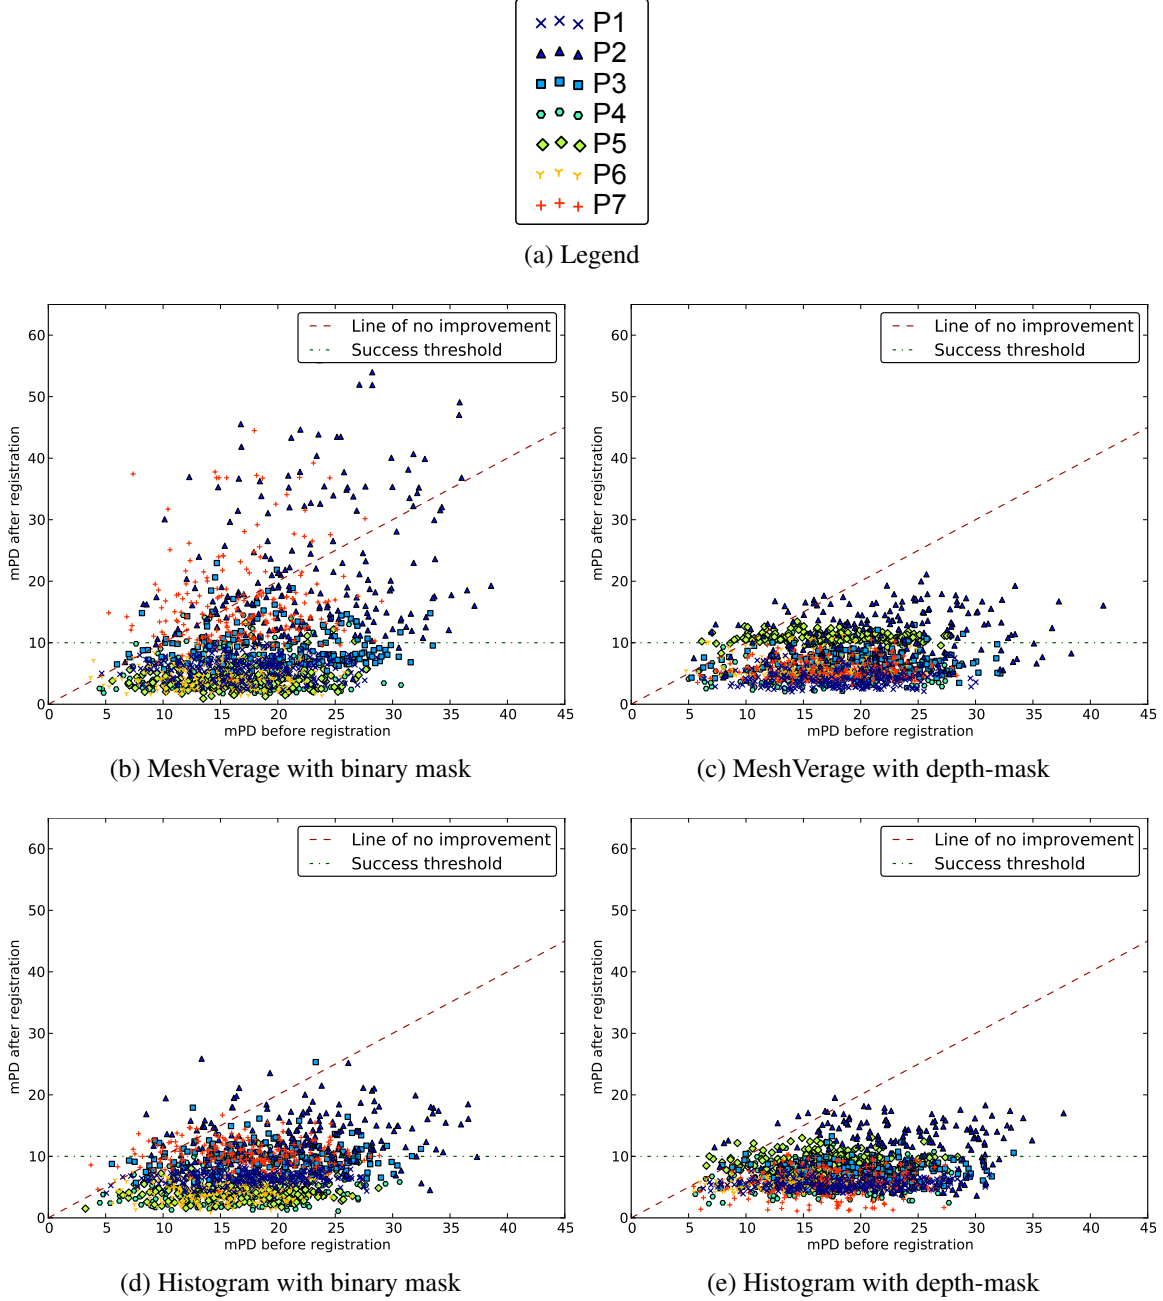 P1
P2
P3
P4
P5
P6
P7
(a) Legend
Line of no improvement
Success threshold
mPD after registration
60
50
40
30
20
10
0
0 5 10 15 20 25 30 35 40 45
mPD before registration
(b) MeshVerage with binary mask
Line of no improvement
Success threshold
mPD after registration
60
50
40
30
20
10
0
0 5 10 15 20 25 30 35 40 45
mPD before registration
(c) MeshVerage with depth-mask
Line of no improvement
Success threshold
mPD after registration
60
50
40
30
20
10
0
0 5 10 15 20 25 30 35 40 45
mPD before registration
(d) Histogram with binary mask
Line of no improvement
Success threshold
mPD after registration
60
50
40
30
20
10
0
0 5 10 15 20 25 30 35 40 45
mPD before registration
(e) Histogram with depth-mask